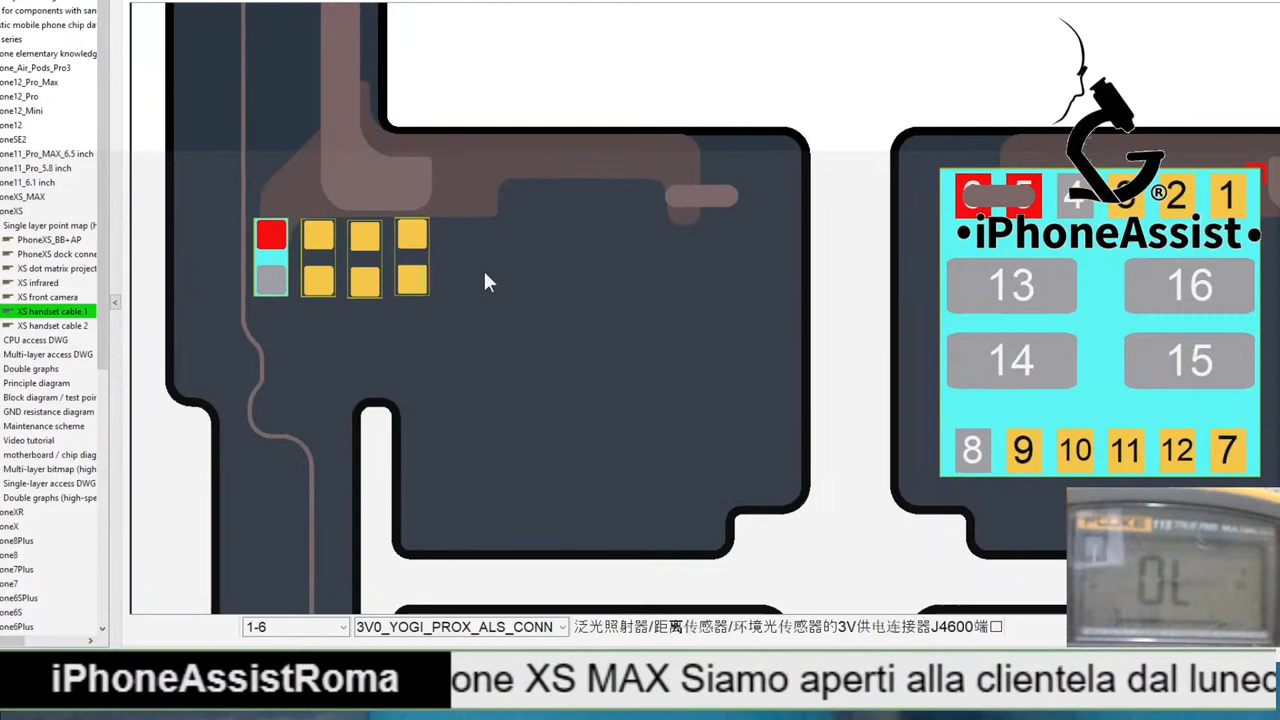 for components with san
stic mobile phone chip da
series
one elementary knowledg
one_Air_Pods_Pro3
one12_Pro_Max
one12_Pro
one12_Mini
one12
oneSE2
one11_Pro_MAX_6.5 inch
one11_Pro_5.8 inch
one11_6.1 inch
oneXS_MAX
oneXS
Single layer point map (
PhoneXS_BB+AP
PhoneXS dock conne
XS dot matrix project
XS infrared
XS front camera
XS handset cable 1
XS handset cable 2
CPU access DWG
Multi-layer access DWG
Double graphs
Principle diagram
Block diagram / test poi
GND resistance diagram
Maintenance scheme
Video tutorial
motherboard / chip diag
Multi-layer bitmap (high
Single-layer access DWG
Double graphs (high-spe
oneXR
oneX
one8Plus
one8
one7Plus
one7
one6SPlus
one6S
one6Plus
<
5 4 3 2 1
®
•iPhoneAssist•
13 16
14 15
8 9 10 11 12 7
FLUKE
OL
1-6 3V0_YOGI_PROX_ALS_CONN 泛光照射器/距离传感器/环境光传感器的3V供电连接器J4600端口
iPhoneAssistRoma one XS MAX Siamo aperti alla clientela dal lunec